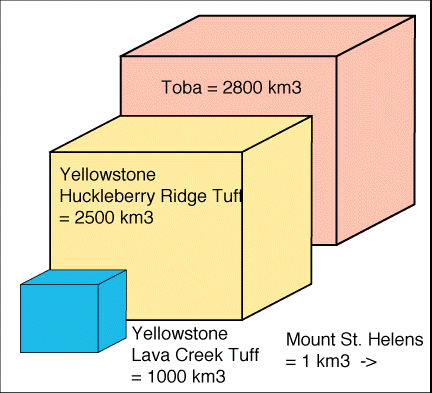 Toba = 2800 km3
Yellowstone
Huckleberry Ridge Tuff
= 2500 km3
Yellowstone
Lava Creek Tuff
= 1000 km3
Mount St. Helens
= 1 km3  ->